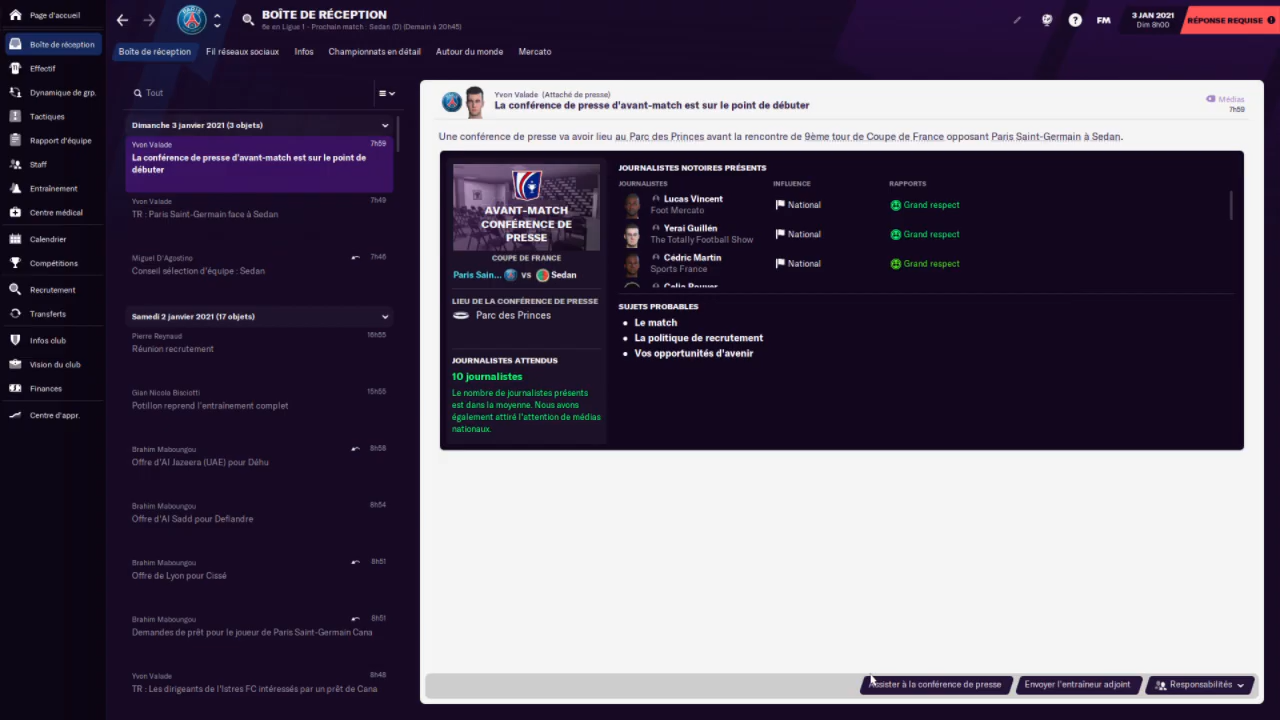 Page d'accueil
Boîte de réception
Effectif
Dynamique de grp.
Tactiques
Rapport d'équipe
Staff
Entraînement
Centre médical
Calendrier
Compétitions
Recrutement
Transferts
Infos club
Vision du club
Finances
Centre d'appr.
BOÎTE DE RÉCEPTION
6e en Ligue 1 - Prochain match : Sedan (D) (Demain à 20h45)
FM
3 JAN 2021
Dim 8h00
RÉPONSE REQUISE
Boîte de réception
Fil réseaux sociaux
Infos
Championnats en détail
Autour du monde
Mercato
Tout
Dimanche 3 janvier 2021 (3 objets)
Yvon Valade 7h59
La conférence de presse d'avant-match est sur le point de
débuter
Yvon Valade 7h49
TR : Paris Saint-Germain face à Sedan
Miguel D'Agostino 7h46
Conseil sélection d'équipe : Sedan
Samedi 2 janvier 2021 (17 objets)
Pierre Reynaud 16h55
Réunion recrutement
Gian Nicola Bisciotti 15h55
Potillon reprend l'entraînement complet
Brahim Maboungou 8h58
Offre d'Al Jazeera (UAE) pour Déhu
Brahim Maboungou 8h54
Offre d'Al Sadd pour Deflandre
Brahim Maboungou 8h51
Offre de Lyon pour Cissé
Brahim Maboungou 8h51
Demandes de prêt pour le joueur de Paris Saint-Germain Cana
Yvon Valade 8h48
TR : Les dirigeants de l'Istres FC intéressés par un prêt de Cana
Yvon Valade (Attaché de presse)
La conférence de presse d'avant-match est sur le point de débuter
Médias
7h59
Une conférence de presse va avoir lieu au Parc des Princes avant la rencontre de 9ème tour de Coupe de France opposant Paris Saint-Germain à Sedan.
AVANT-MATCH
CONFÉRENCE DE
PRESSE
COUPE DE FRANCE
Paris Sain... vs Sedan
LIEU DE LA CONFÉRENCE DE PRESSE
Parc des Princes
JOURNALISTES ATTENDUS
10 journalistes
Le nombre de journalistes présents
est dans la moyenne. Nous avons
également attiré l'attention de médias
nationaux.
JOURNALISTES NOTOIRES PRÉSENTS
JOURNALISTES INFLUENCE RAPPORTS
Lucas Vincent
Foot Mercato
National
Grand respect
Yerai Guillén
The Totally Football Show
National
Grand respect
Cédric Martin
Sports France
National
Grand respect
SUJETS PROBABLES
Le match
La politique de recrutement
Vos opportunités d'avenir
Assister à la conférence de presse
Envoyer l'entraîneur adjoint
Responsabilités